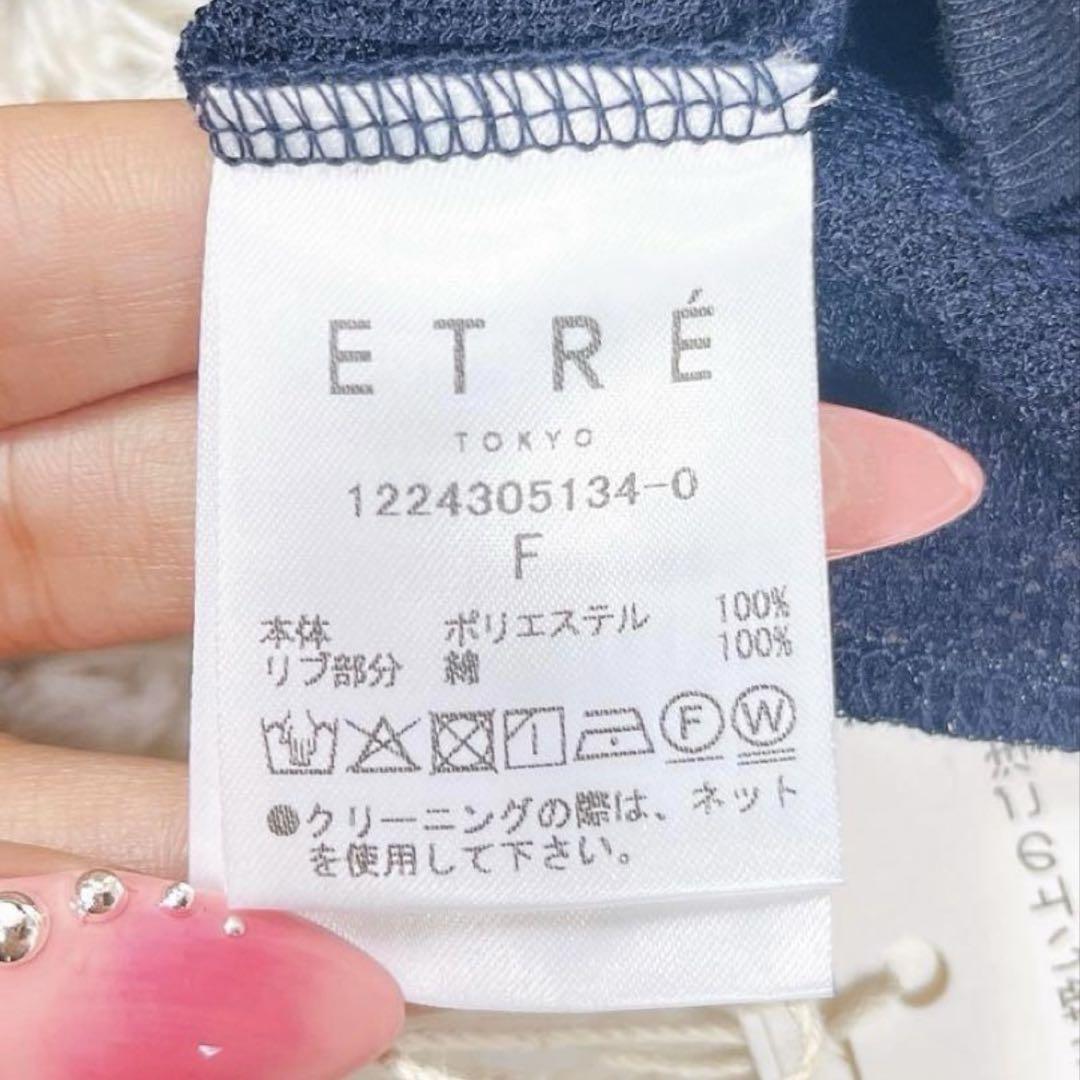 ETRÉ
TOKYO
1224305134-0
F
本体 ポリエステル 100%
リブ部分 綿 100%
F W
●クリーニングの際は、ネット
を使用して下さい。